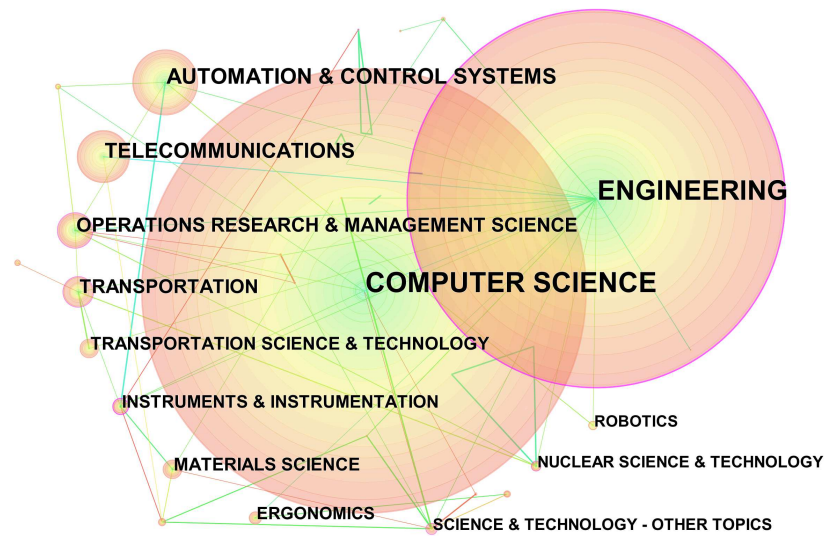 AUTOMATION & CONTROL SYSTEMS
TELECOMMUNICATIONS
ENGINEERING
OPERATIONS RESEARCH & MANAGEMENT SCIENCE
COMPUTER SCIENCE
TRANSPORTATION
TRANSPORTATION SCIENCE & TECHNOLOGY
INSTRUMENTS & INSTRUMENTATION
ROBOTICS
NUCLEAR SCIENCE & TECHNOLOGY
MATERIALS SCIENCE
ERGONOMICS
SCIENCE & TECHNOLOGY - OTHER TOPICS